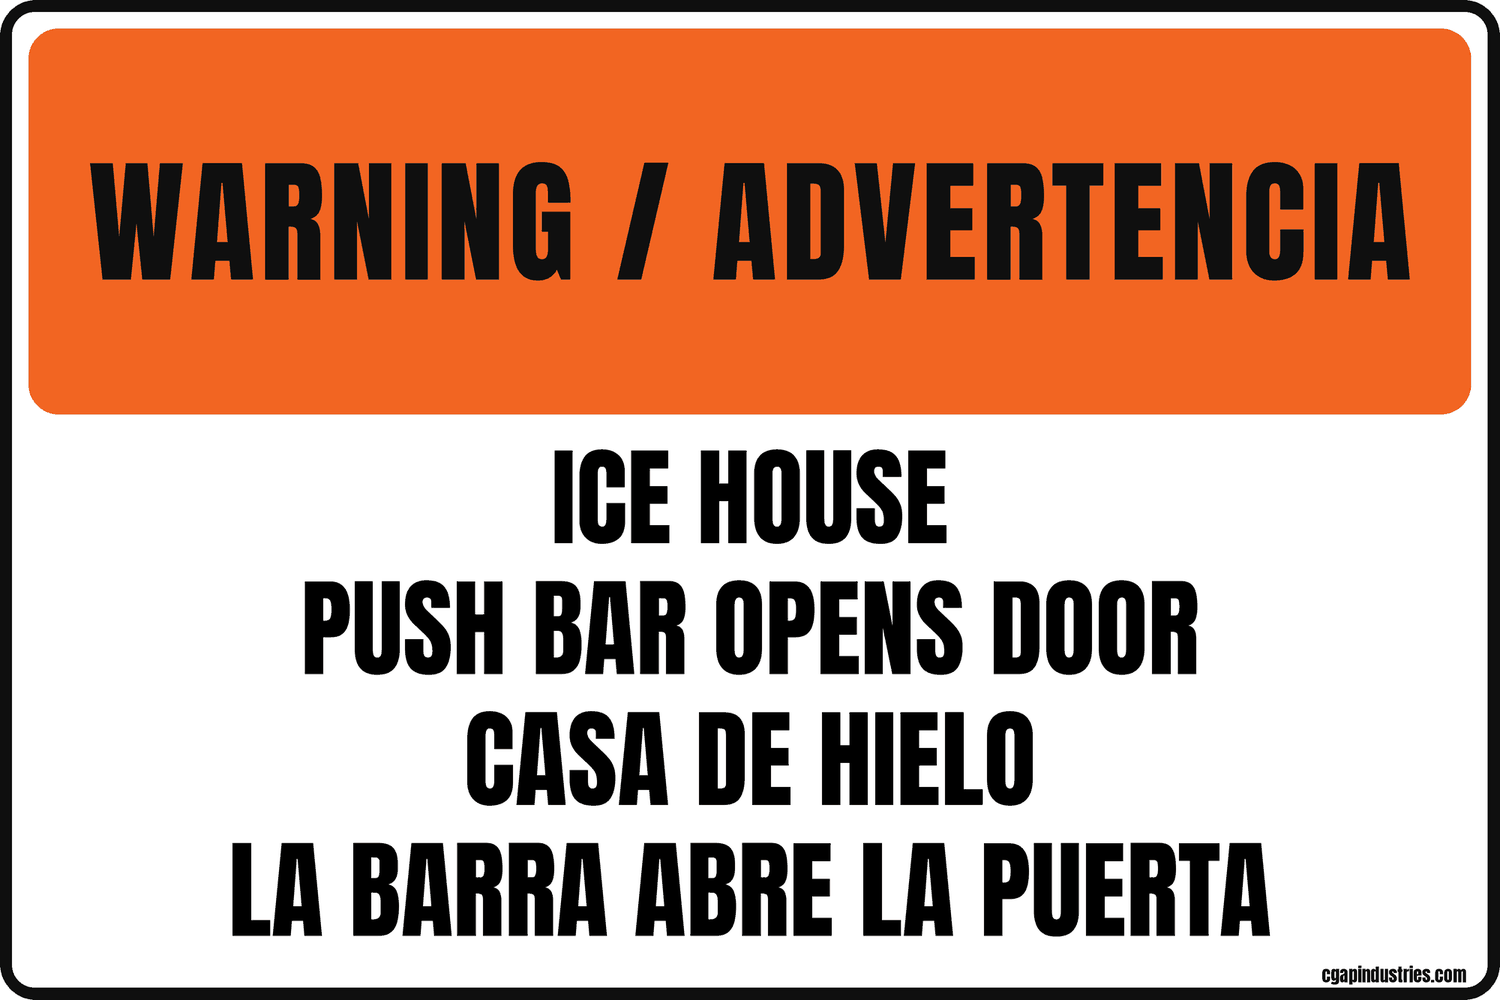 WARNING / ADVERTENCIA
ICE HOUSE
PUSH BAR OPENS DOOR
CASA DE HIELO
LA BARRA ABRE LA PUERTA
cgapindustries.com